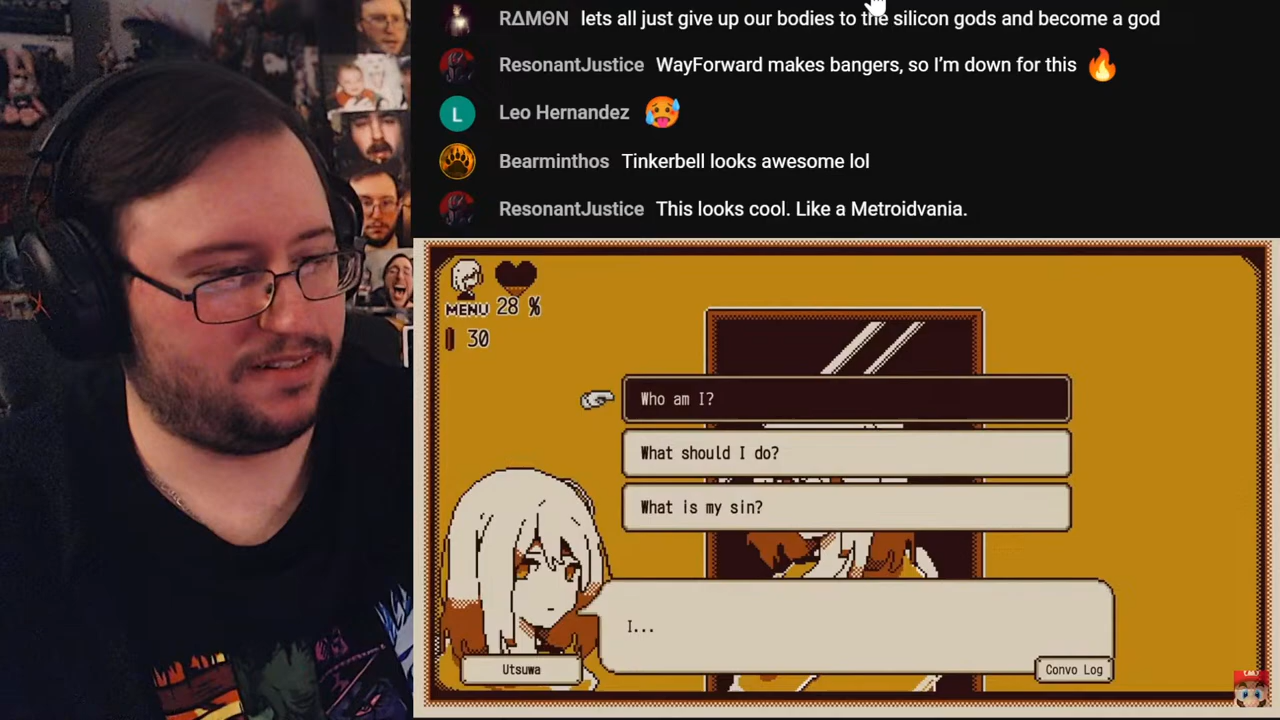 RΔMΘN lets all just give up our bodies to the silicon gods and become a god
ResonantJustice WayForward makes bangers, so I'm down for this 🔥
L Leo Hernandez 🥵
Bearminthos Tinkerbell looks awesome lol
ResonantJustice This looks cool. Like a Metroidvania.
MENU 28 %
30
Who am I?
What should I do?
What is my sin?
I...
Utsuwa
Convo Log